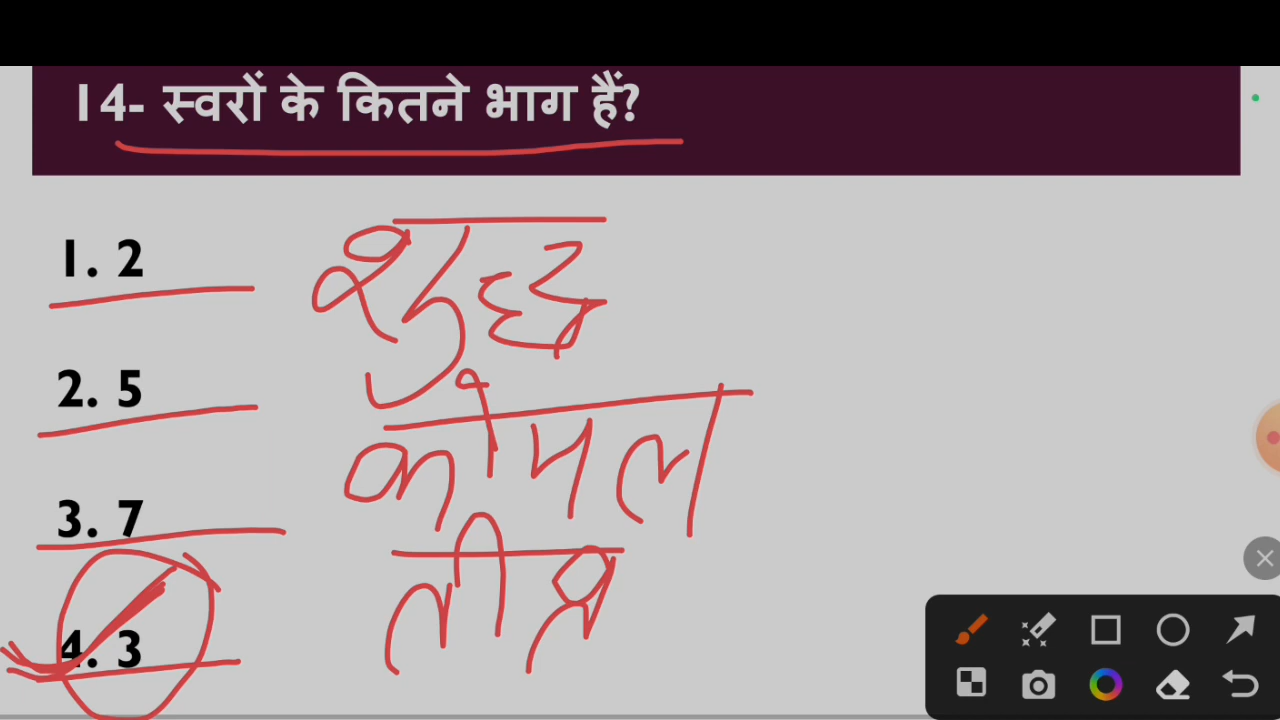 14- स्वरों के कितने भाग हैं?
1. 2
शुद्ध
2. 5
कोमल
3. 7
तीव्र
4. 3